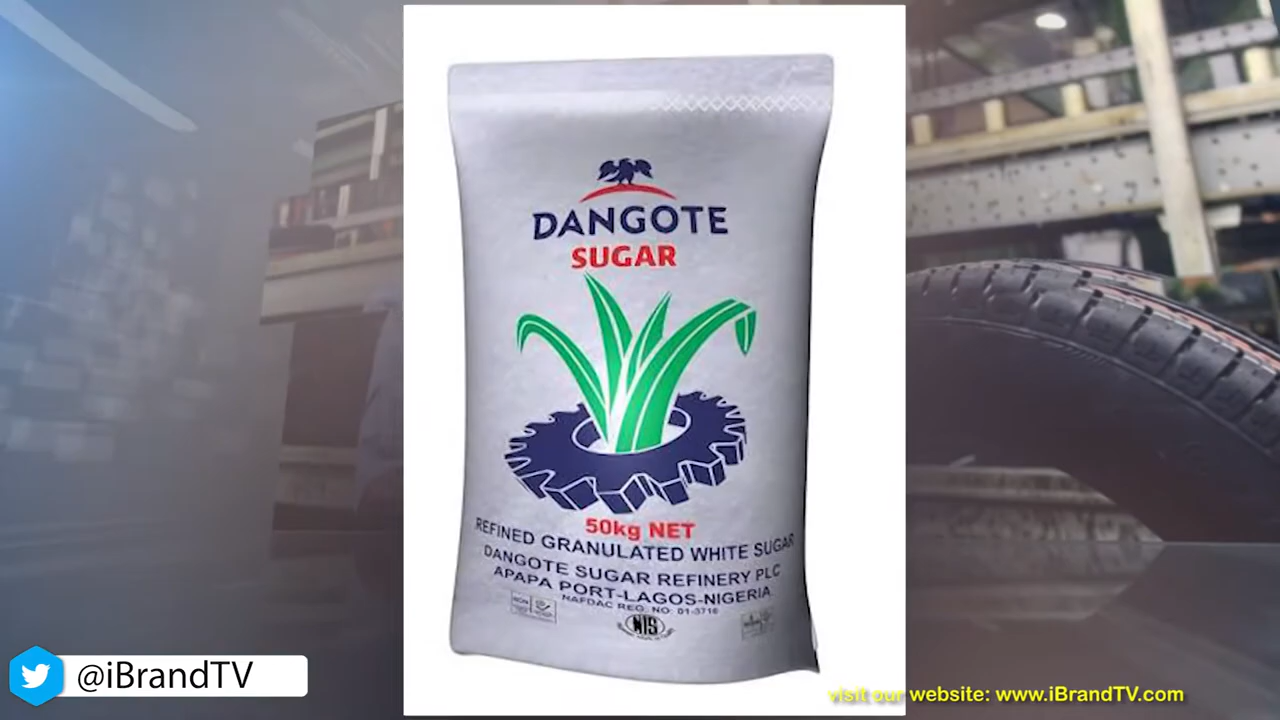 DANGOTE
SUGAR
50kg NET
REFINED GRANULATED WHITE SUGAR
DANGOTE SUGAR REFINERY PLC
APAPA PORT-LAGOS-NIGERIA
NAFDAC REG. NO: 01-3716
NIS
@iBrandTV
visit our website: www.iBrandTV.com